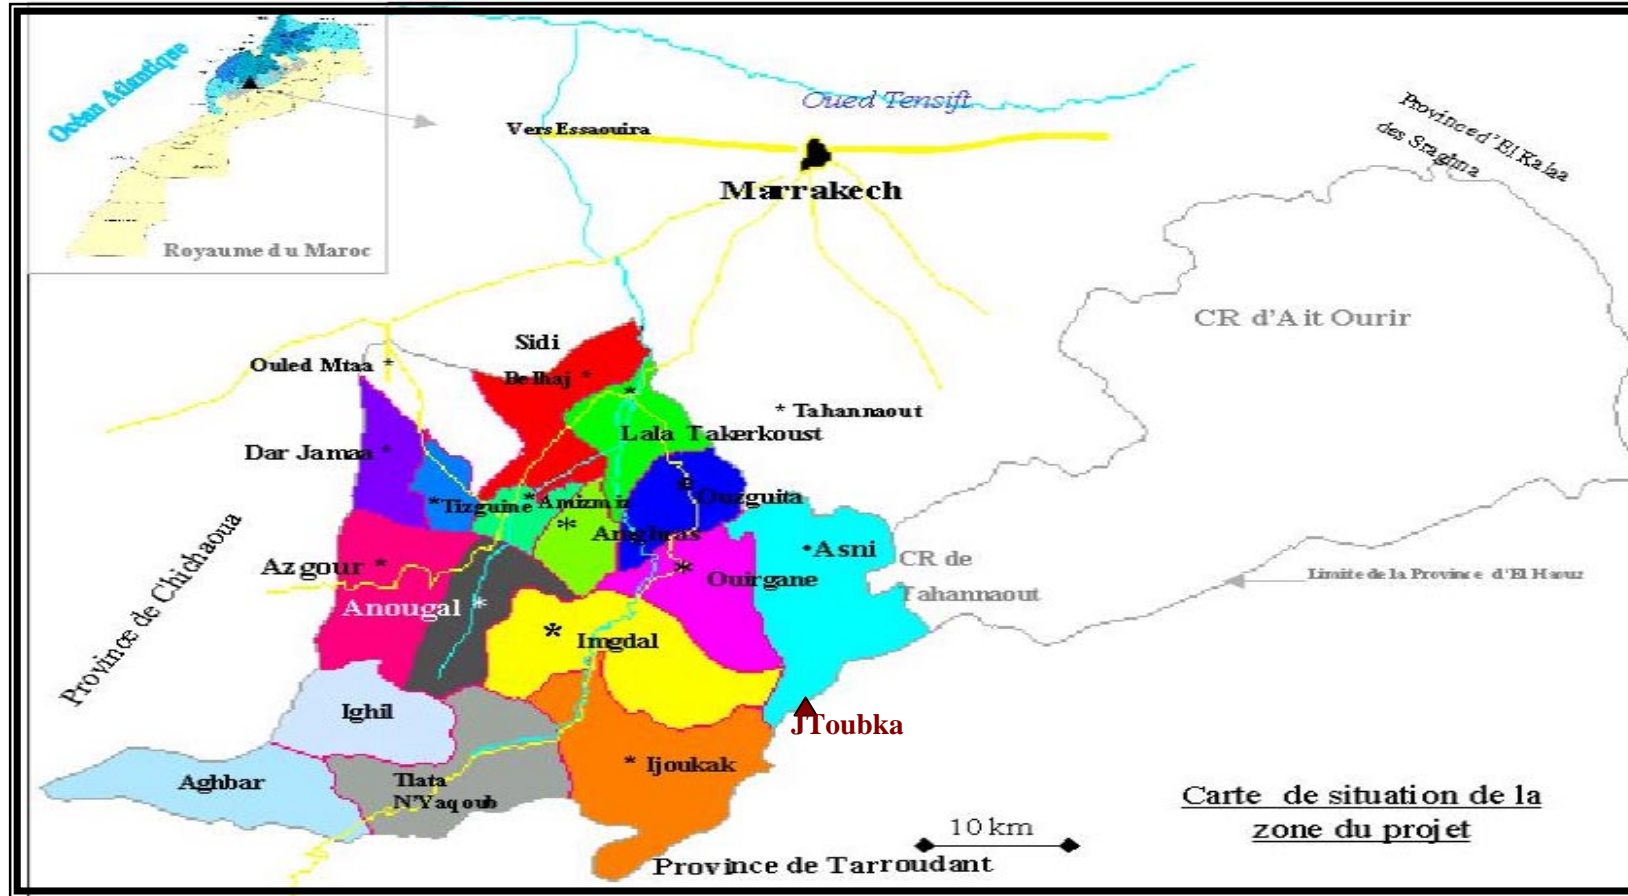 Océan Atlantique
Royaume du Maroc
Oued Tensift
Vers Essaouira
Marrakech
Province d'El Kalaa
des Sraghna
CR d'Ait Ourir
Sidi
Belhaj *
Ouled Mtaa *
* Tahannaout
Lala Takerkoust
Dar Jamaa *
*Tizguine
*Amizmiz
Ouzguita
Amghras
•Asni
CR de
Tahannaout
Limite de la Province d'El Haouz
Azgour *
Ouirgane
Anougal *
Province de Chichaoua
* Imgdal
Ighil
JToubka
Aghbar
Tlata
N'Yaqoub
* Ijoukak
Carte de situation de la
zone du projet
10 km
Province de Tarroudant